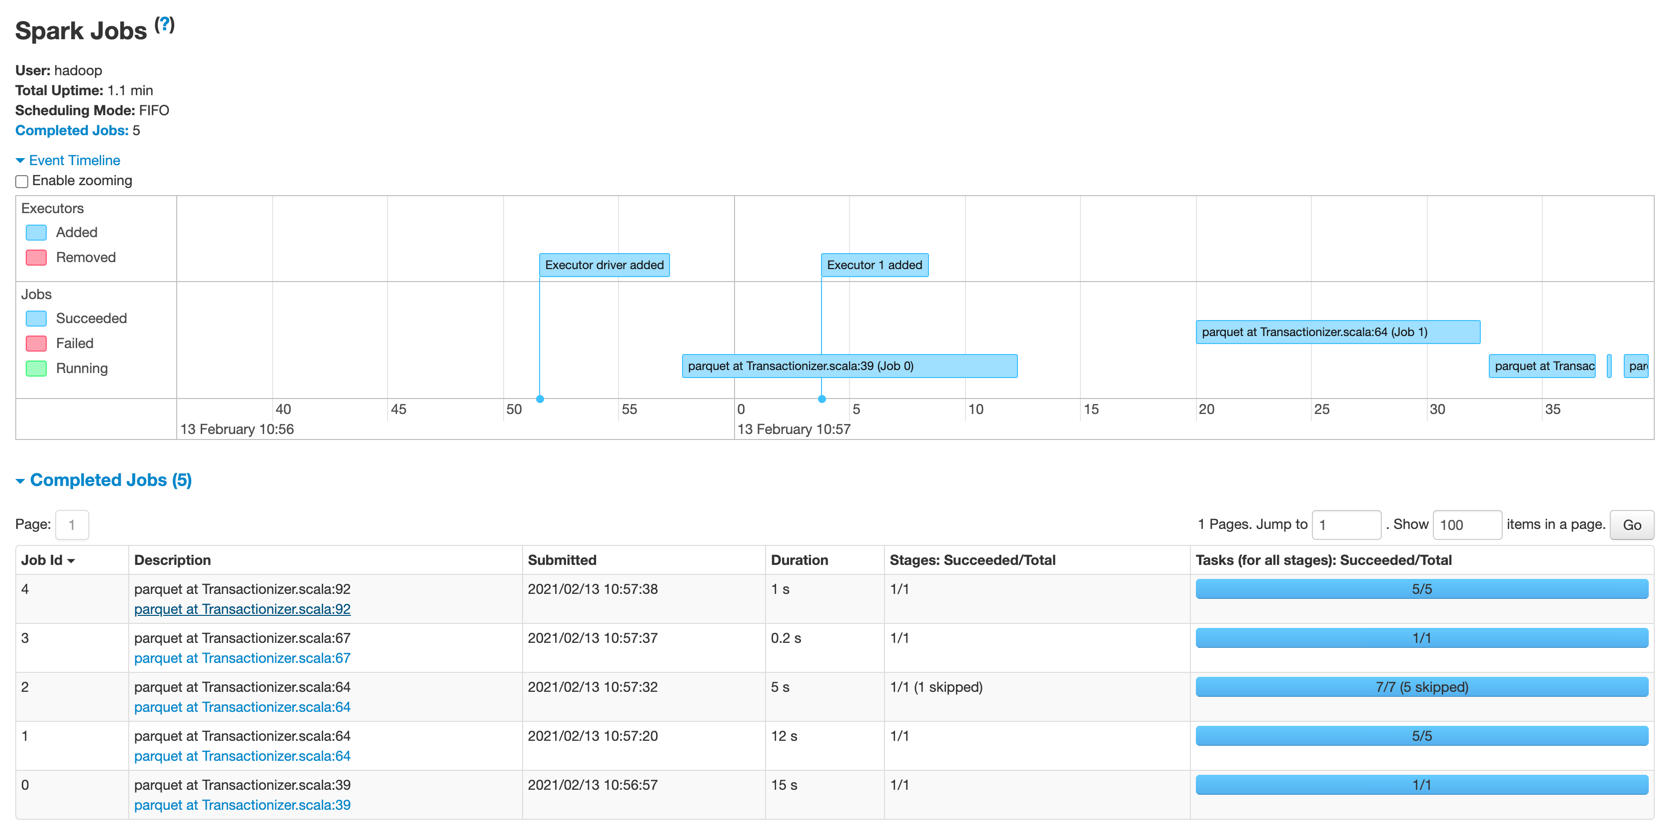 Spark Jobs (?)
User: hadoop
Total Uptime: 1.1 min
Scheduling Mode: FIFO
Completed Jobs: 5
Event Timeline
Enable zooming
Executors
Added
Removed
Executor driver added
Executor 1 added
Jobs
Succeeded
Failed
Running
parquet at Transactionizer.scala:64 (Job 1)
parquet at Transactionizer.scala:39 (Job 0)
parquet at Transac
par
40 45 50 55 0 5 10 15 20 25 30 35
13 February 10:56 13 February 10:57
Completed Jobs (5)
Page: 1 1 Pages. Jump to 1 . Show 100 items in a page. Go
Job Id Description Submitted Duration Stages: Succeeded/Total Tasks (for all stages): Succeeded/Total
4 parquet at Transactionizer.scala:92 2021/02/13 10:57:38 1 s 1/1 5/5
parquet at Transactionizer.scala:92
3 parquet at Transactionizer.scala:67 2021/02/13 10:57:37 0.2 s 1/1 1/1
parquet at Transactionizer.scala:67
2 parquet at Transactionizer.scala:64 2021/02/13 10:57:32 5 s 1/1 (1 skipped) 7/7 (5 skipped)
parquet at Transactionizer.scala:64
1 parquet at Transactionizer.scala:64 2021/02/13 10:57:20 12 s 1/1 5/5
parquet at Transactionizer.scala:64
0 parquet at Transactionizer.scala:39 2021/02/13 10:56:57 15 s 1/1 1/1
parquet at Transactionizer.scala:39